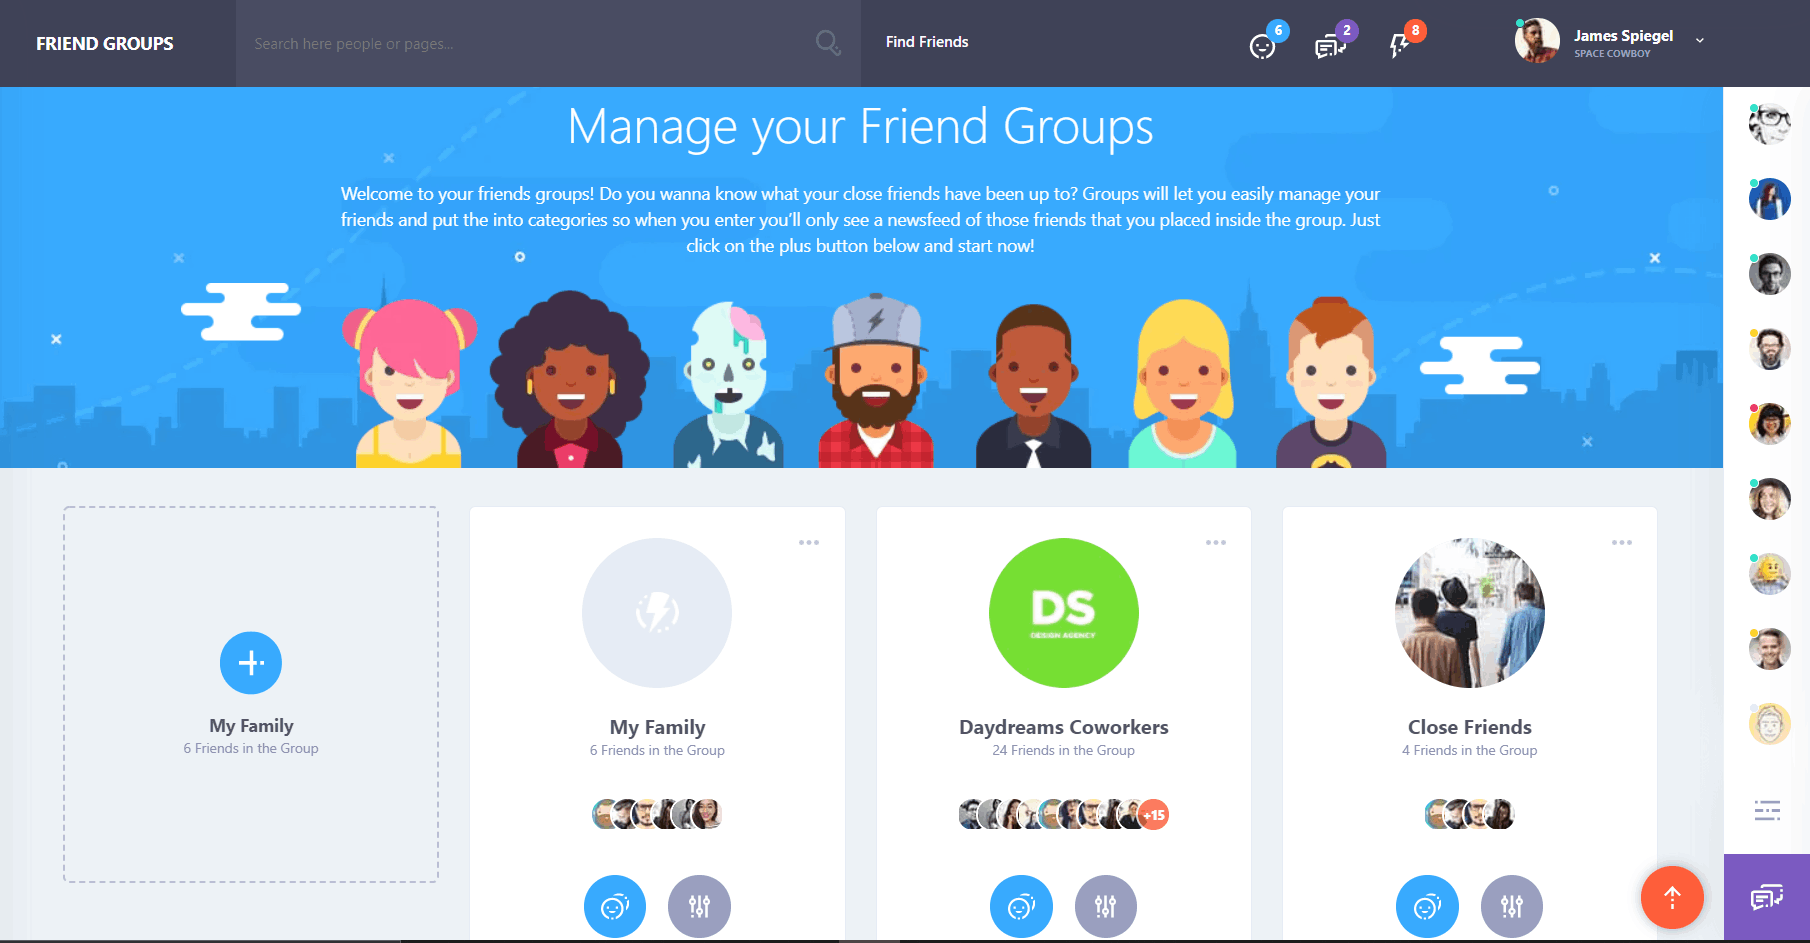 FRIEND GROUPS
Search here people or pages...
Find Friends
6
2
8
James Spiegel
SPACE COWBOY
Manage your Friend Groups
Welcome to your friends groups! Do you wanna know what your close friends have been up to? Groups will let you easily manage your
friends and put the into categories so when you enter you’ll only see a newsfeed of those friends that you placed inside the group. Just
click on the plus button below and start now!
My Family
6 Friends in the Group
My Family
6 Friends in the Group
DS
DESIGN AGENCY
Daydreams Coworkers
24 Friends in the Group
+15
Close Friends
4 Friends in the Group